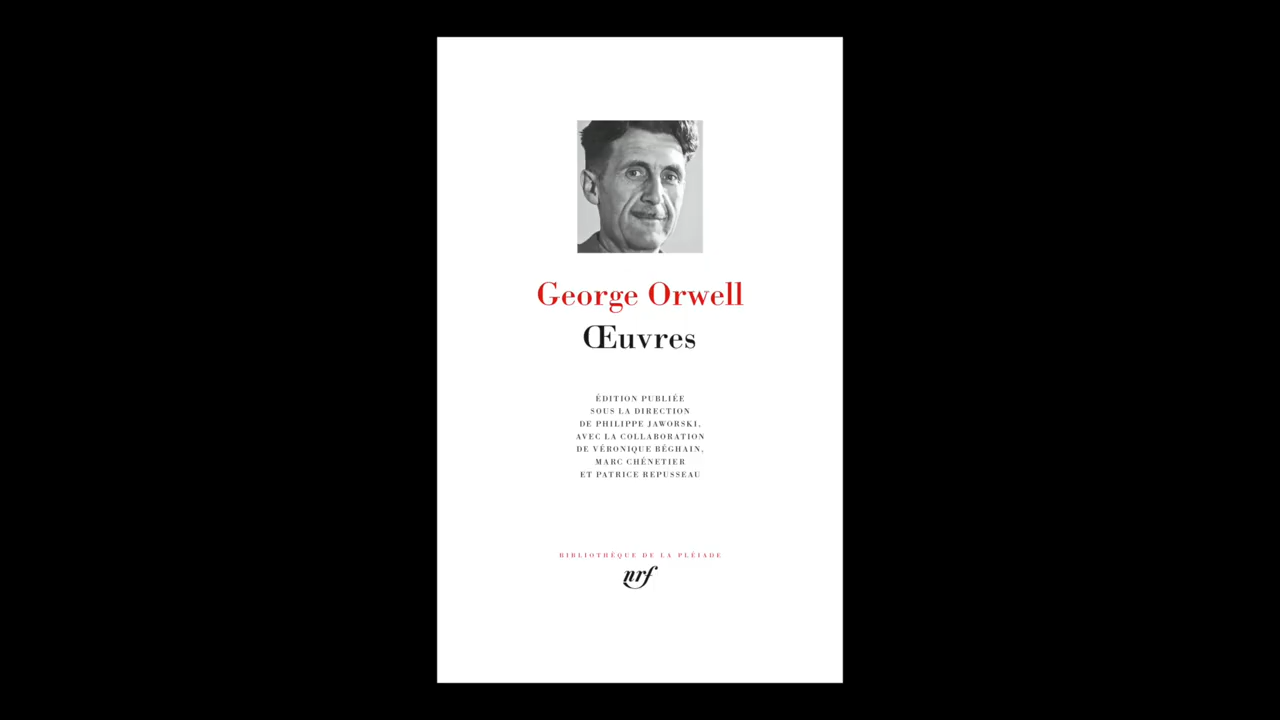 George Orwell
Œuvres
ÉDITION PUBLIÉE
SOUS LA DIRECTION
DE PHILIPPE JAWORSKI,
AVEC LA COLLABORATION
DE VÉRONIQUE BÉGHAIN,
MARC CHÉNETIER
ET PATRICE REPUSSEAU
BIBLIOTHÈQUE DE LA PLÉIADE
nrf